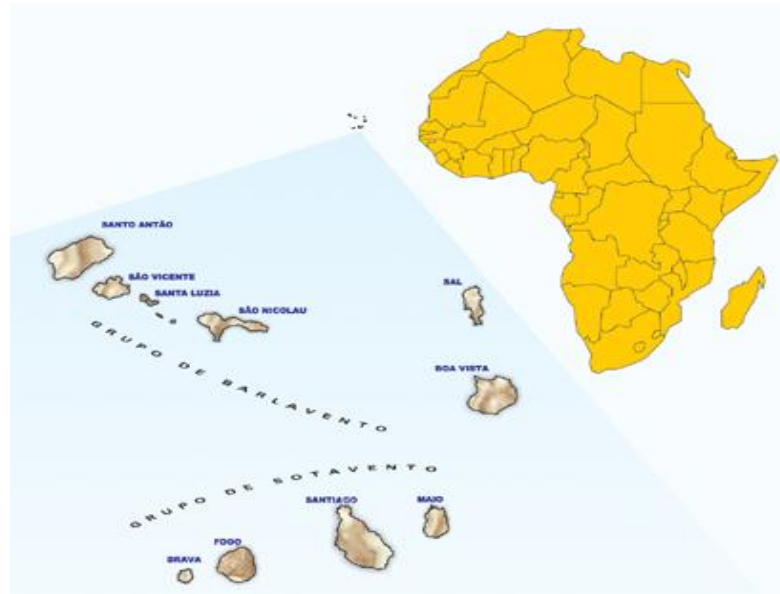 SANTO ANTÃO
SÃO VICENTE
SANTA LUZIA
SÃO NICOLAU
SAL
BOA VISTA
GRUPO DE BARLAVENTO
GRUPO DE SOTAVENTO
SANTIAGO
MAIO
FOGO
BRAVA